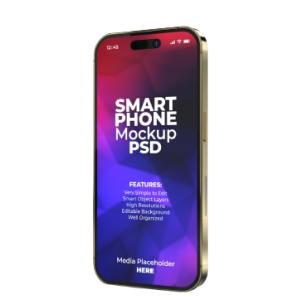 12:45
SMART
PHONE
Mockup
PSD
FEATURES:
Very Simple to Edit
Smart Object Layers
High Resolutions
Editable Background
Well Organized
Media Placeholder
HERE